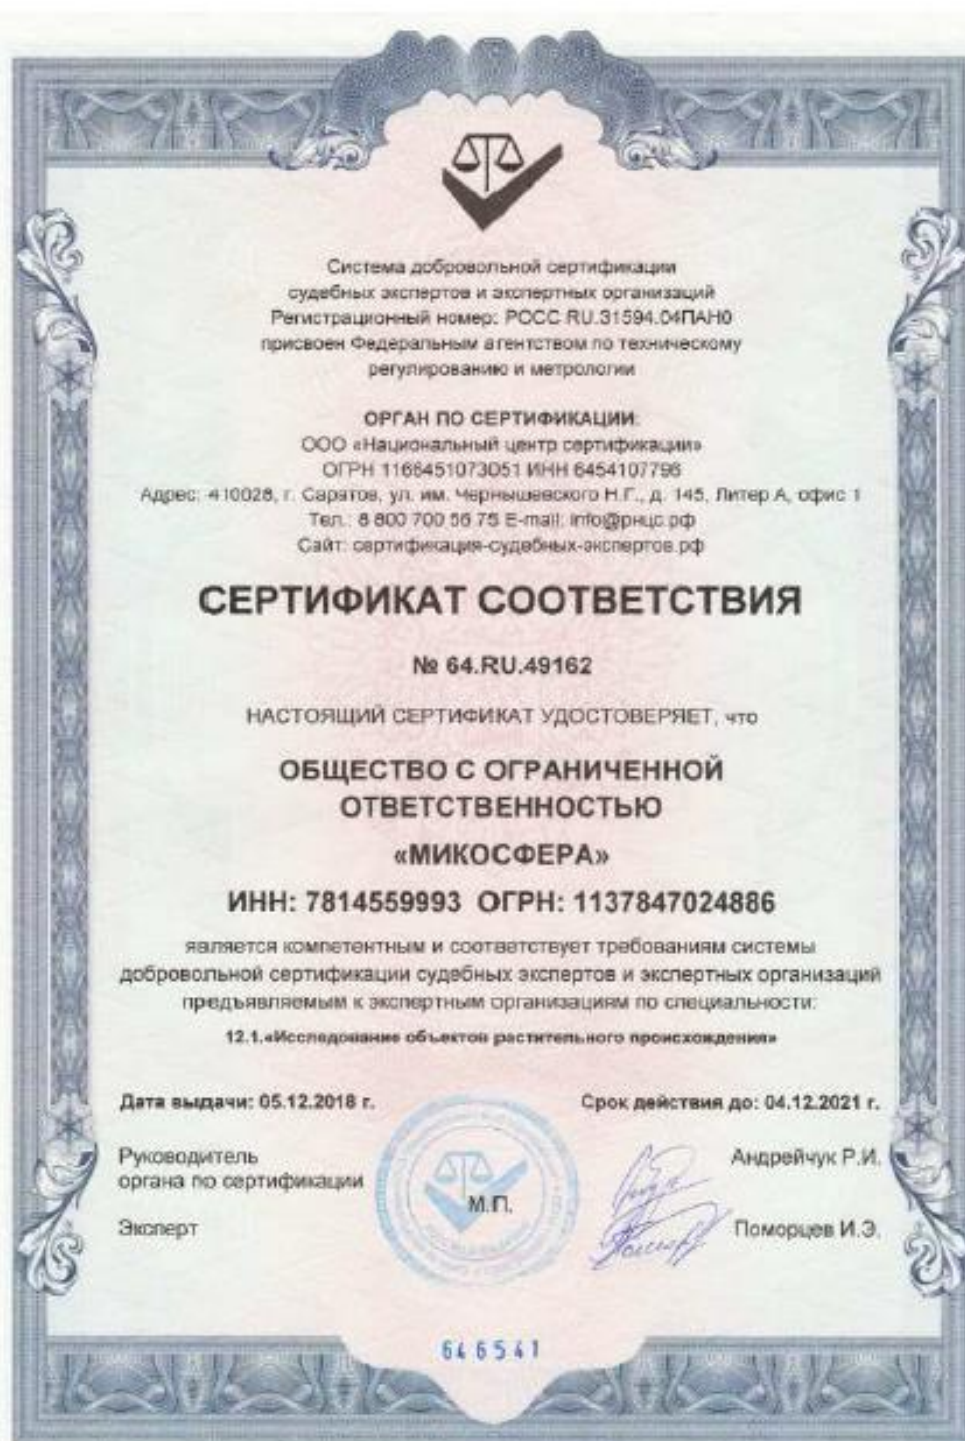 Система добровольной сертификации
судебных экспертов и экспертных организаций
Регистрационный номер: РОСС RU.31594.04ПАН0
присвоен Федеральным агентством по техническому
регулированию и метрологии
ОРГАН ПО СЕРТИФИКАЦИИ:
ООО «Национальный центр сертификации»
ОГРН 1166451073051 ИНН 6454107796
Адрес: 410028, г. Саратов, ул. им. Чернышевского Н.Г., д. 145, Литер А, офис 1
Тел.: 8 800 700 56 75 E-mail: info@рнцс.рф
Сайт: сертификация-судебных-экспертов.рф
СЕРТИФИКАТ СООТВЕТСТВИЯ
№ 64.RU.49162
НАСТОЯЩИЙ СЕРТИФИКАТ УДОСТОВЕРЯЕТ, что
ОБЩЕСТВО С ОГРАНИЧЕННОЙ
ОТВЕТСТВЕННОСТЬЮ
«МИКОСФЕРА»
ИНН: 7814559993 ОГРН: 1137847024886
является компетентным и соответствует требованиям системы
добровольной сертификации судебных экспертов и экспертных организаций
предъявляемым к экспертным организациям по специальности:
12.1.«Исследование объектов растительного происхождения»
Дата выдачи: 05.12.2018 г. Срок действия до: 04.12.2021 г.
Руководитель
органа по сертификации
Андрейчук Р.И.
М.П.
Эксперт
Поморцев И.Э.
646541